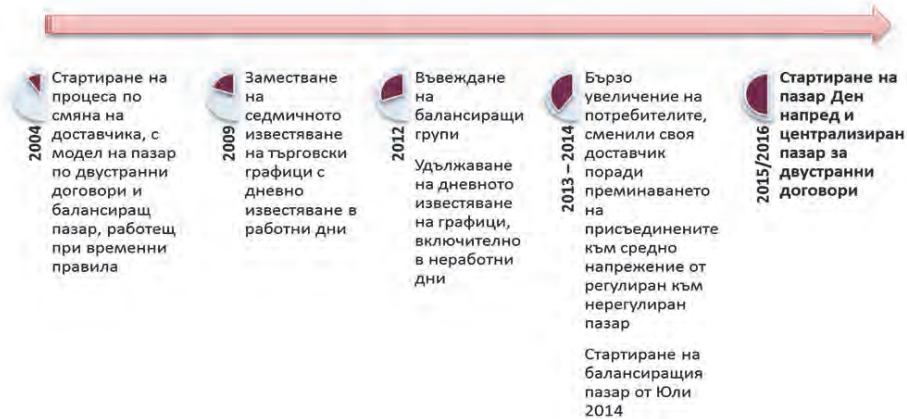 2004
Стартиране на
процеса по
смяна на
доставчика, с
модел на пазар
по двустранни
договори и
балансиращ
пазар, работещ
при временни
правила
2009
Заместване
на
седмичното
известяване
на търговски
графици с
дневно
известяване в
работни дни
2012
Въвеждане
на
балансиращи
групи
Удължаване
на дневното
известяване
на графици,
включително
в неработни
дни
2013 – 2014
Бързо
увеличение на
потребителите,
сменили своя
доставчик
поради
преминаването
на
присъединените
към средно
напрежение от
регулиран към
нерегулиран
пазар
Стартиране на
балансиращия
пазар от Юли
2014
2015/2016
Стартиране на
пазар Ден
напред и
централизиран
пазар за
двустранни
договори